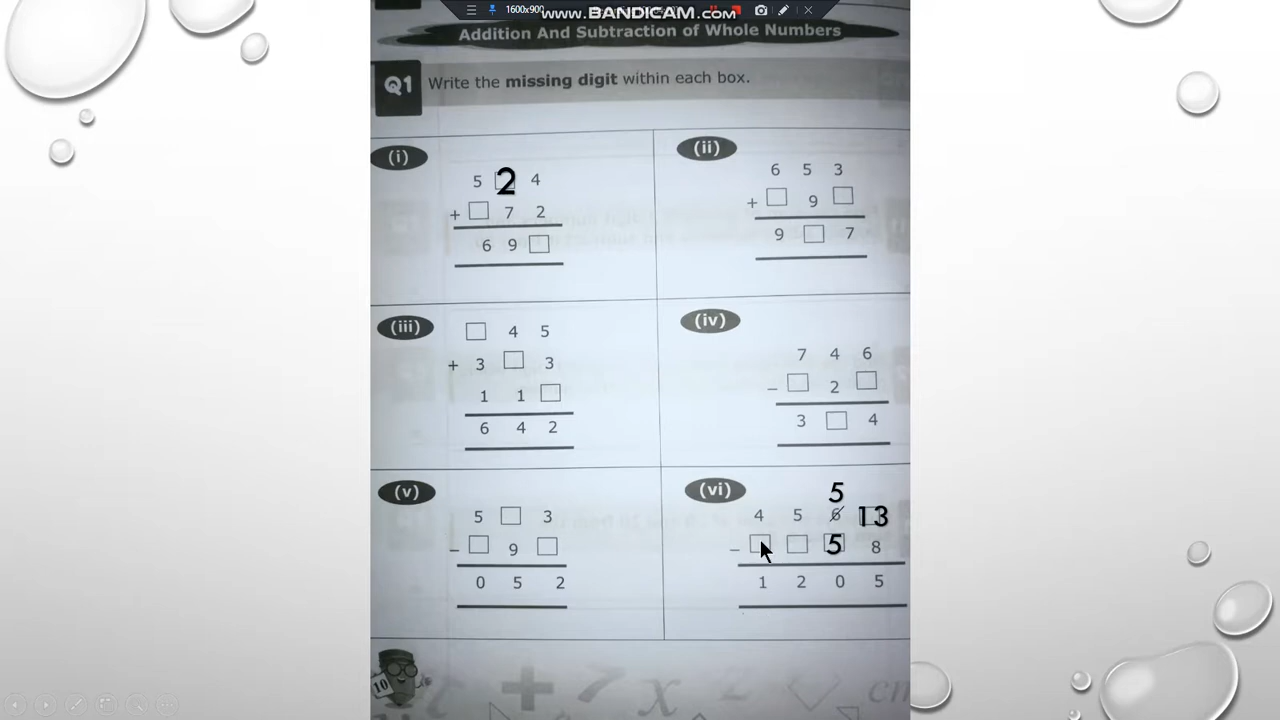 1600x900
www.BANDICAM.com
Addition And Subtraction of Whole Numbers
Q1 Write the missing digit within each box.
(i)
5 2 4
+ □ 7 2
6 9 □
(ii)
6 5 3
+ □ 9 □
9 □ 7
(iii)
□ 4 5
+ 3 □ 3
1 1 □
6 4 2
(iv)
7 4 6
− □ 2 □
3 □ 4
(v)
5 □ 3
− □ 9 □
0 5 2
(vi)
5
4 5 6 13
− □ □ 5 8
1 2 0 5
10
+ 7 x 2 cm